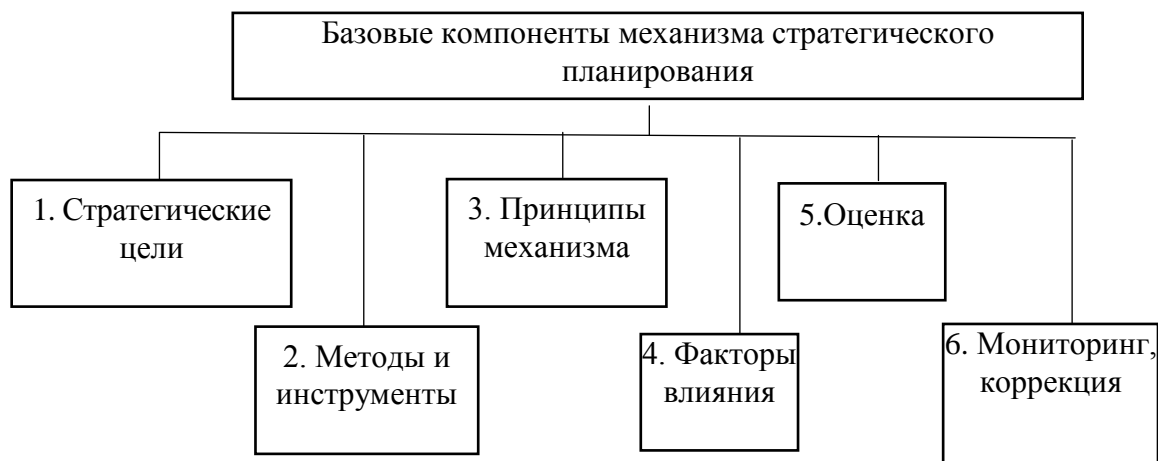 Базовые компоненты механизма стратегического
планирования
1. Стратегические
цели
2. Методы и
инструменты
3. Принципы
механизма
4. Факторы
влияния
5.Оценка
6. Мониторинг,
коррекция